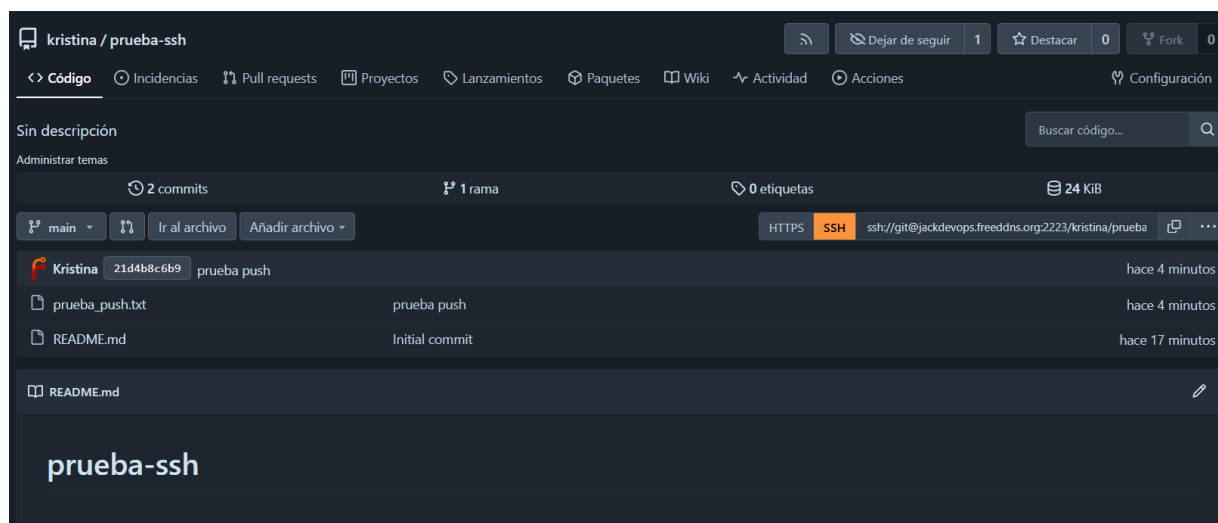 kristina / prueba-ssh Dejar de seguir 1 Destacar 0 Fork 0
Código Incidencias Pull requests Proyectos Lanzamientos Paquetes Wiki Actividad Acciones Configuración
Sin descripción Buscar código...
Administrar temas
2 commits 1 rama 0 etiquetas 24 KiB
main Ir al archivo Añadir archivo HTTPS SSH ssh://git@jackdevops.freeddns.org:2223/kristina/prueba
Kristina 21d4b8c6b9 prueba push hace 4 minutos
prueba_push.txt prueba push hace 4 minutos
README.md Initial commit hace 17 minutos
README.md
prueba-ssh